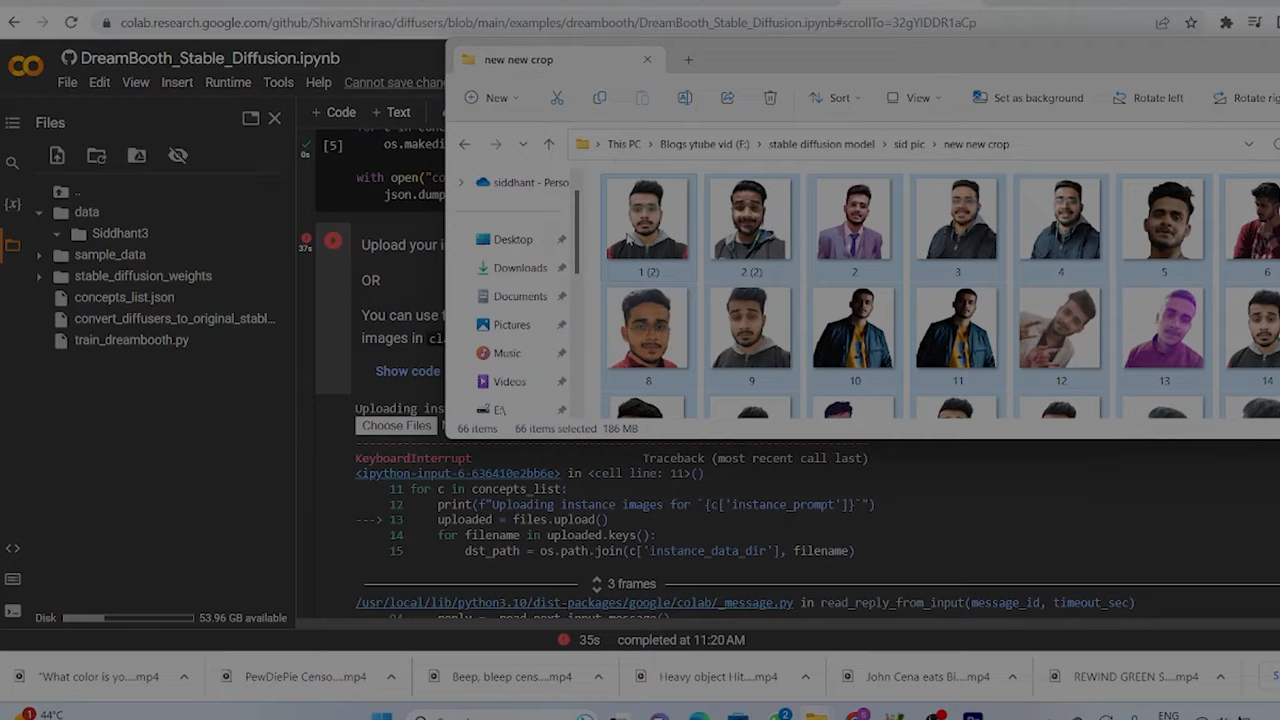 colab.research.google.com/github/ShivamShrirao/diffusers/blob/main/examples/dreambooth/DreamBooth_Stable_Diffusion.ipynb#scrollTo=32gYIDDR1aCp
DreamBooth_Stable_Diffusion.ipynb
File Edit View Insert Runtime Tools Help Cannot save chan
Files
..
data
Siddhant3
sample_data
stable_diffusion_weights
concepts_list.json
convert_diffusers_to_original_stabl...
train_dreambooth.py
Disk 53.96 GB available
+ Code + Text
[5]
0s
os.makedi
with open("co
json.dump
37s
Upload your i
OR
You can use t
images in cla
Show code
Uploading ins
Choose Files
new new crop
New Sort View Set as background Rotate left Rotate rig
This PC Blogs ytube vid (F:) stable diffusion model sid pic new new crop
siddhant - Perso
Desktop
Downloads
Documents
Pictures
Music
Videos
E:\
1 (2) 2 (2) 2 3 4 5 6
8 9 10 11 12 13 14
66 items 66 items selected 186 MB
KeyboardInterrupt Traceback (most recent call last)
<ipython-input-6-636410e2bb6e> in <cell line: 11>()
11 for c in concepts_list:
12 print(f"Uploading instance images for `{c['instance_prompt']}`")
---> 13 uploaded = files.upload()
14 for filename in uploaded.keys():
15 dst_path = os.path.join(c['instance_data_dir'], filename)
3 frames
/usr/local/lib/python3.10/dist-packages/google/colab/_message.py in read_reply_from_input(message_id, timeout_sec)
35s completed at 11:20 AM
"What color is yo....mp4
PewDiePie Censo....mp4
Beep, bleep cens....mp4
Heavy object Hit....mp4
John Cena eats Bi....mp4
REWIND GREEN S....mp4
44°C
ENG